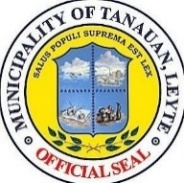 MUNICIPALITY OF TANAUAN, LEYTE
SALUS POPULI SUPREMA EST LEX
OFFICIAL SEAL